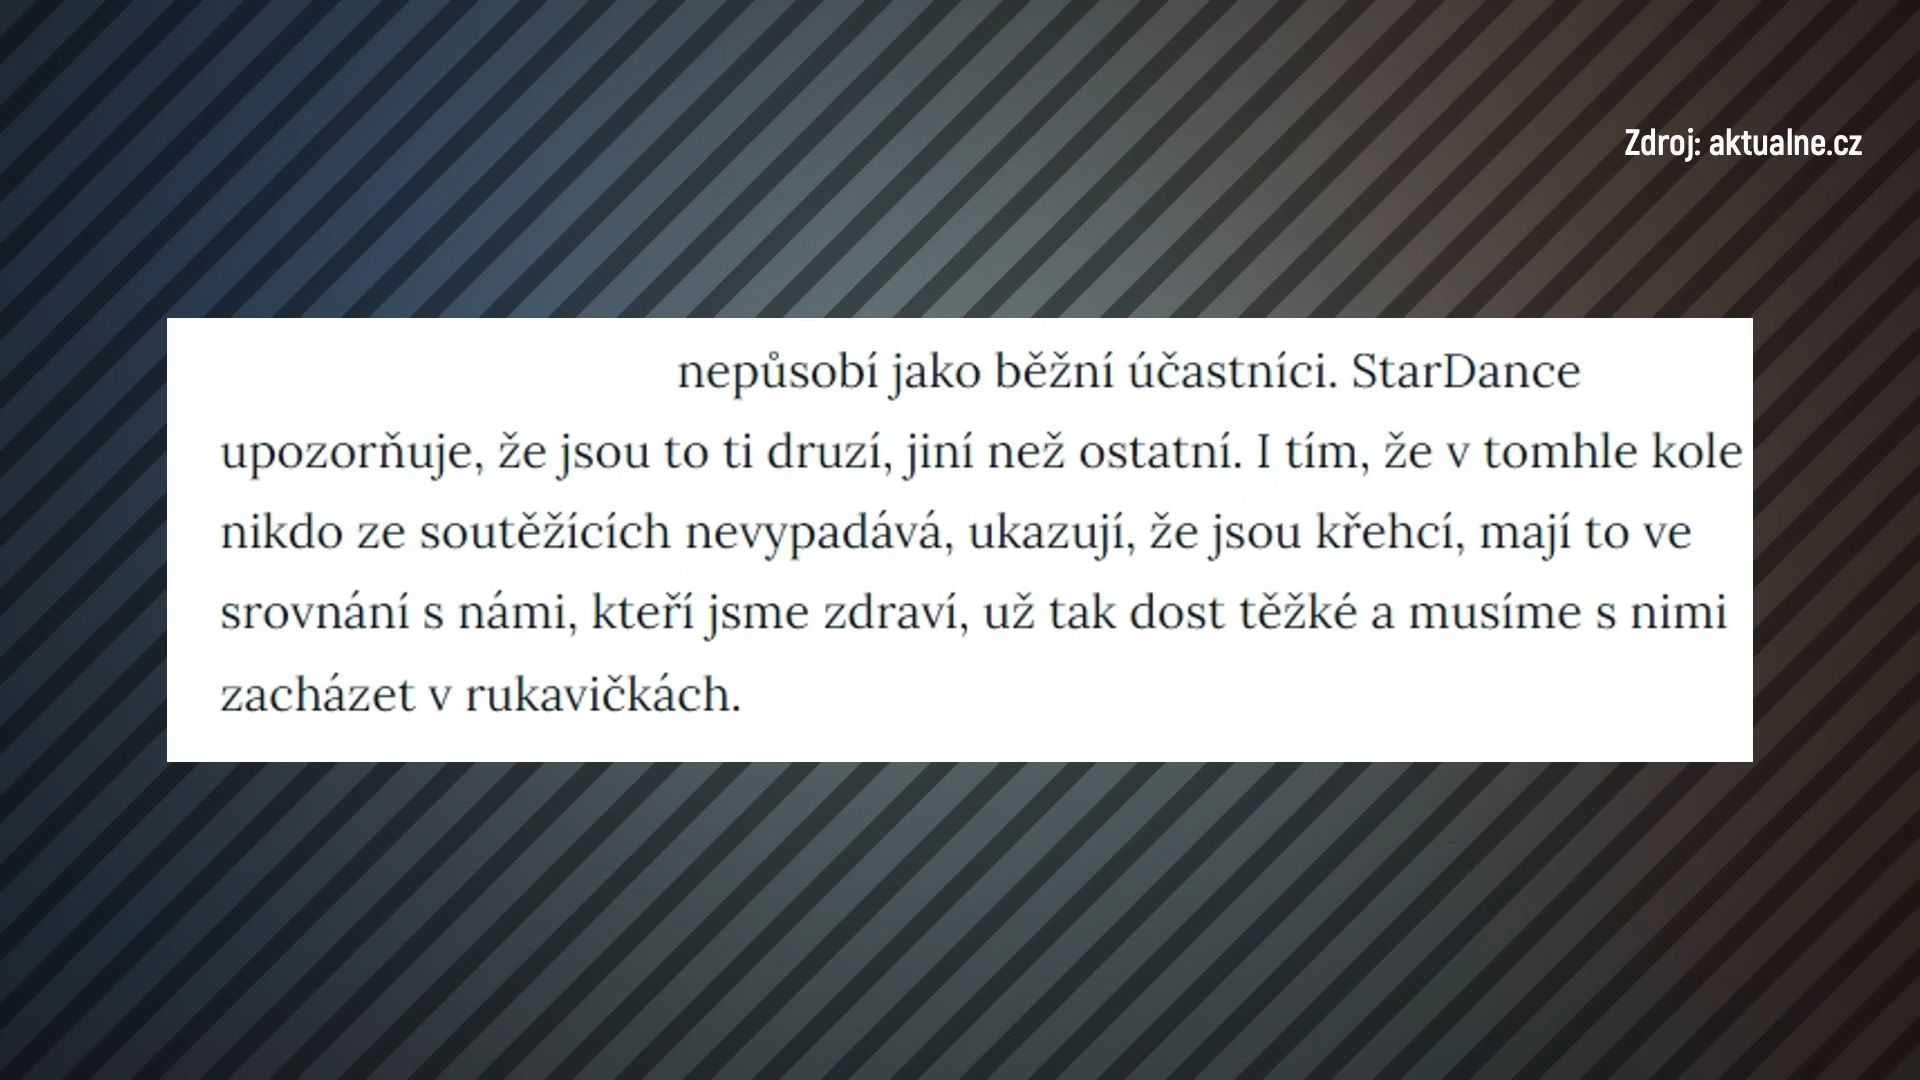 Zdroj: aktualne.cz
nepůsobí jako běžní účastníci. StarDance
upozorňuje, že jsou to ti druzí, jiní než ostatní. I tím, že v tomhle kole
nikdo ze soutěžících nevypadává, ukazují, že jsou křehcí, mají to ve
srovnání s námi, kteří jsme zdraví, už tak dost těžké a musíme s nimi
zacházet v rukavičkách.